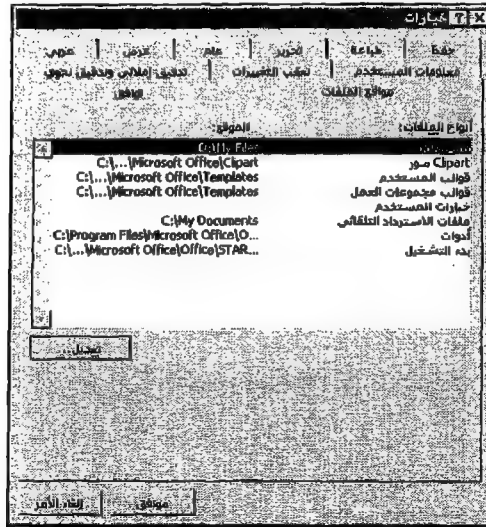 خيارات
حفظ طباعة تحرير عام عرض عربي
معلومات المستخدم تعقب التغييرات تدقيق إملائي وتدقيق نحوي
مواقع الملفات
أنواع الملفات: الموقع:
C:\My Files
Clipart صور C:\...\Microsoft Office\Clipart
قوالب المستخدم C:\...\Microsoft Office\Templates
قوالب مجموعات العمل C:\...\Microsoft Office\Templates
خيارات المستخدم
ملفات الاسترداد التلقائي C:\My Documents
أدوات C:\Program Files\Microsoft Office\O...
بدء التشغيل C:\...\Microsoft Office\Office\STAR...
تعديل...
موافق إلغاء الأمر